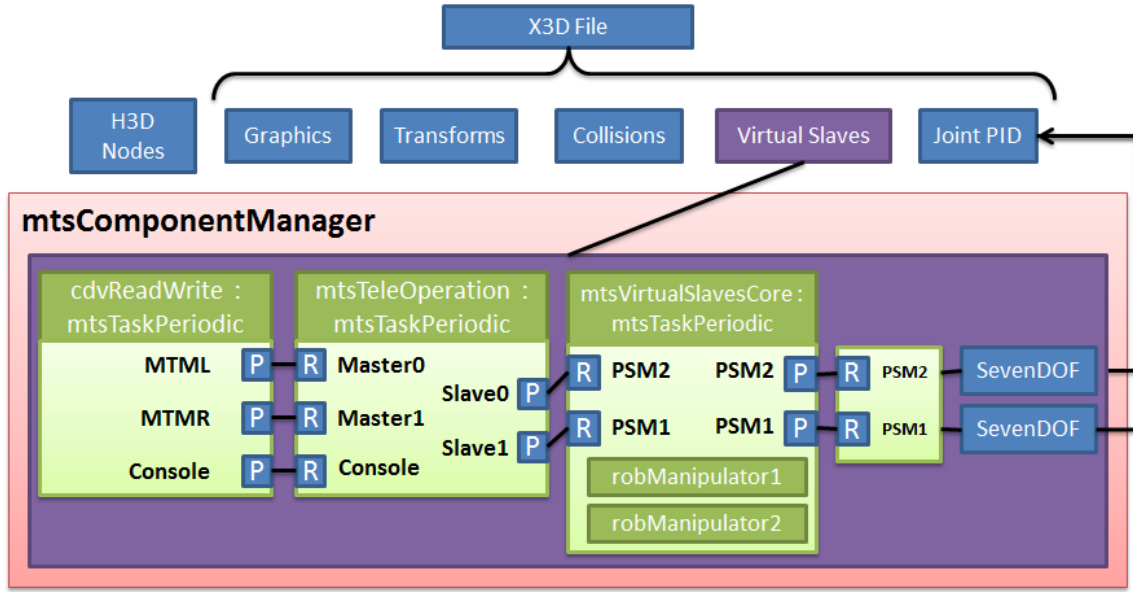 X3D File
H3D
Nodes
Graphics
Transforms
Collisions
Virtual Slaves
Joint PID
mtsComponentManager
cdvReadWrite :
mtsTaskPeriodic
MTML
P
MTMR
P
Console
P
mtsTeleOperation :
mtsTaskPeriodic
R
Master0
Slave0
P
R
Master1
Slave1
P
R
Console
mtsVirtualSlavesCore :
mtsTaskPeriodic
R
PSM2
PSM2
P
R
PSM1
PSM1
P
robManipulator1
robManipulator2
R
PSM2
R
PSM1
SevenDOF
SevenDOF